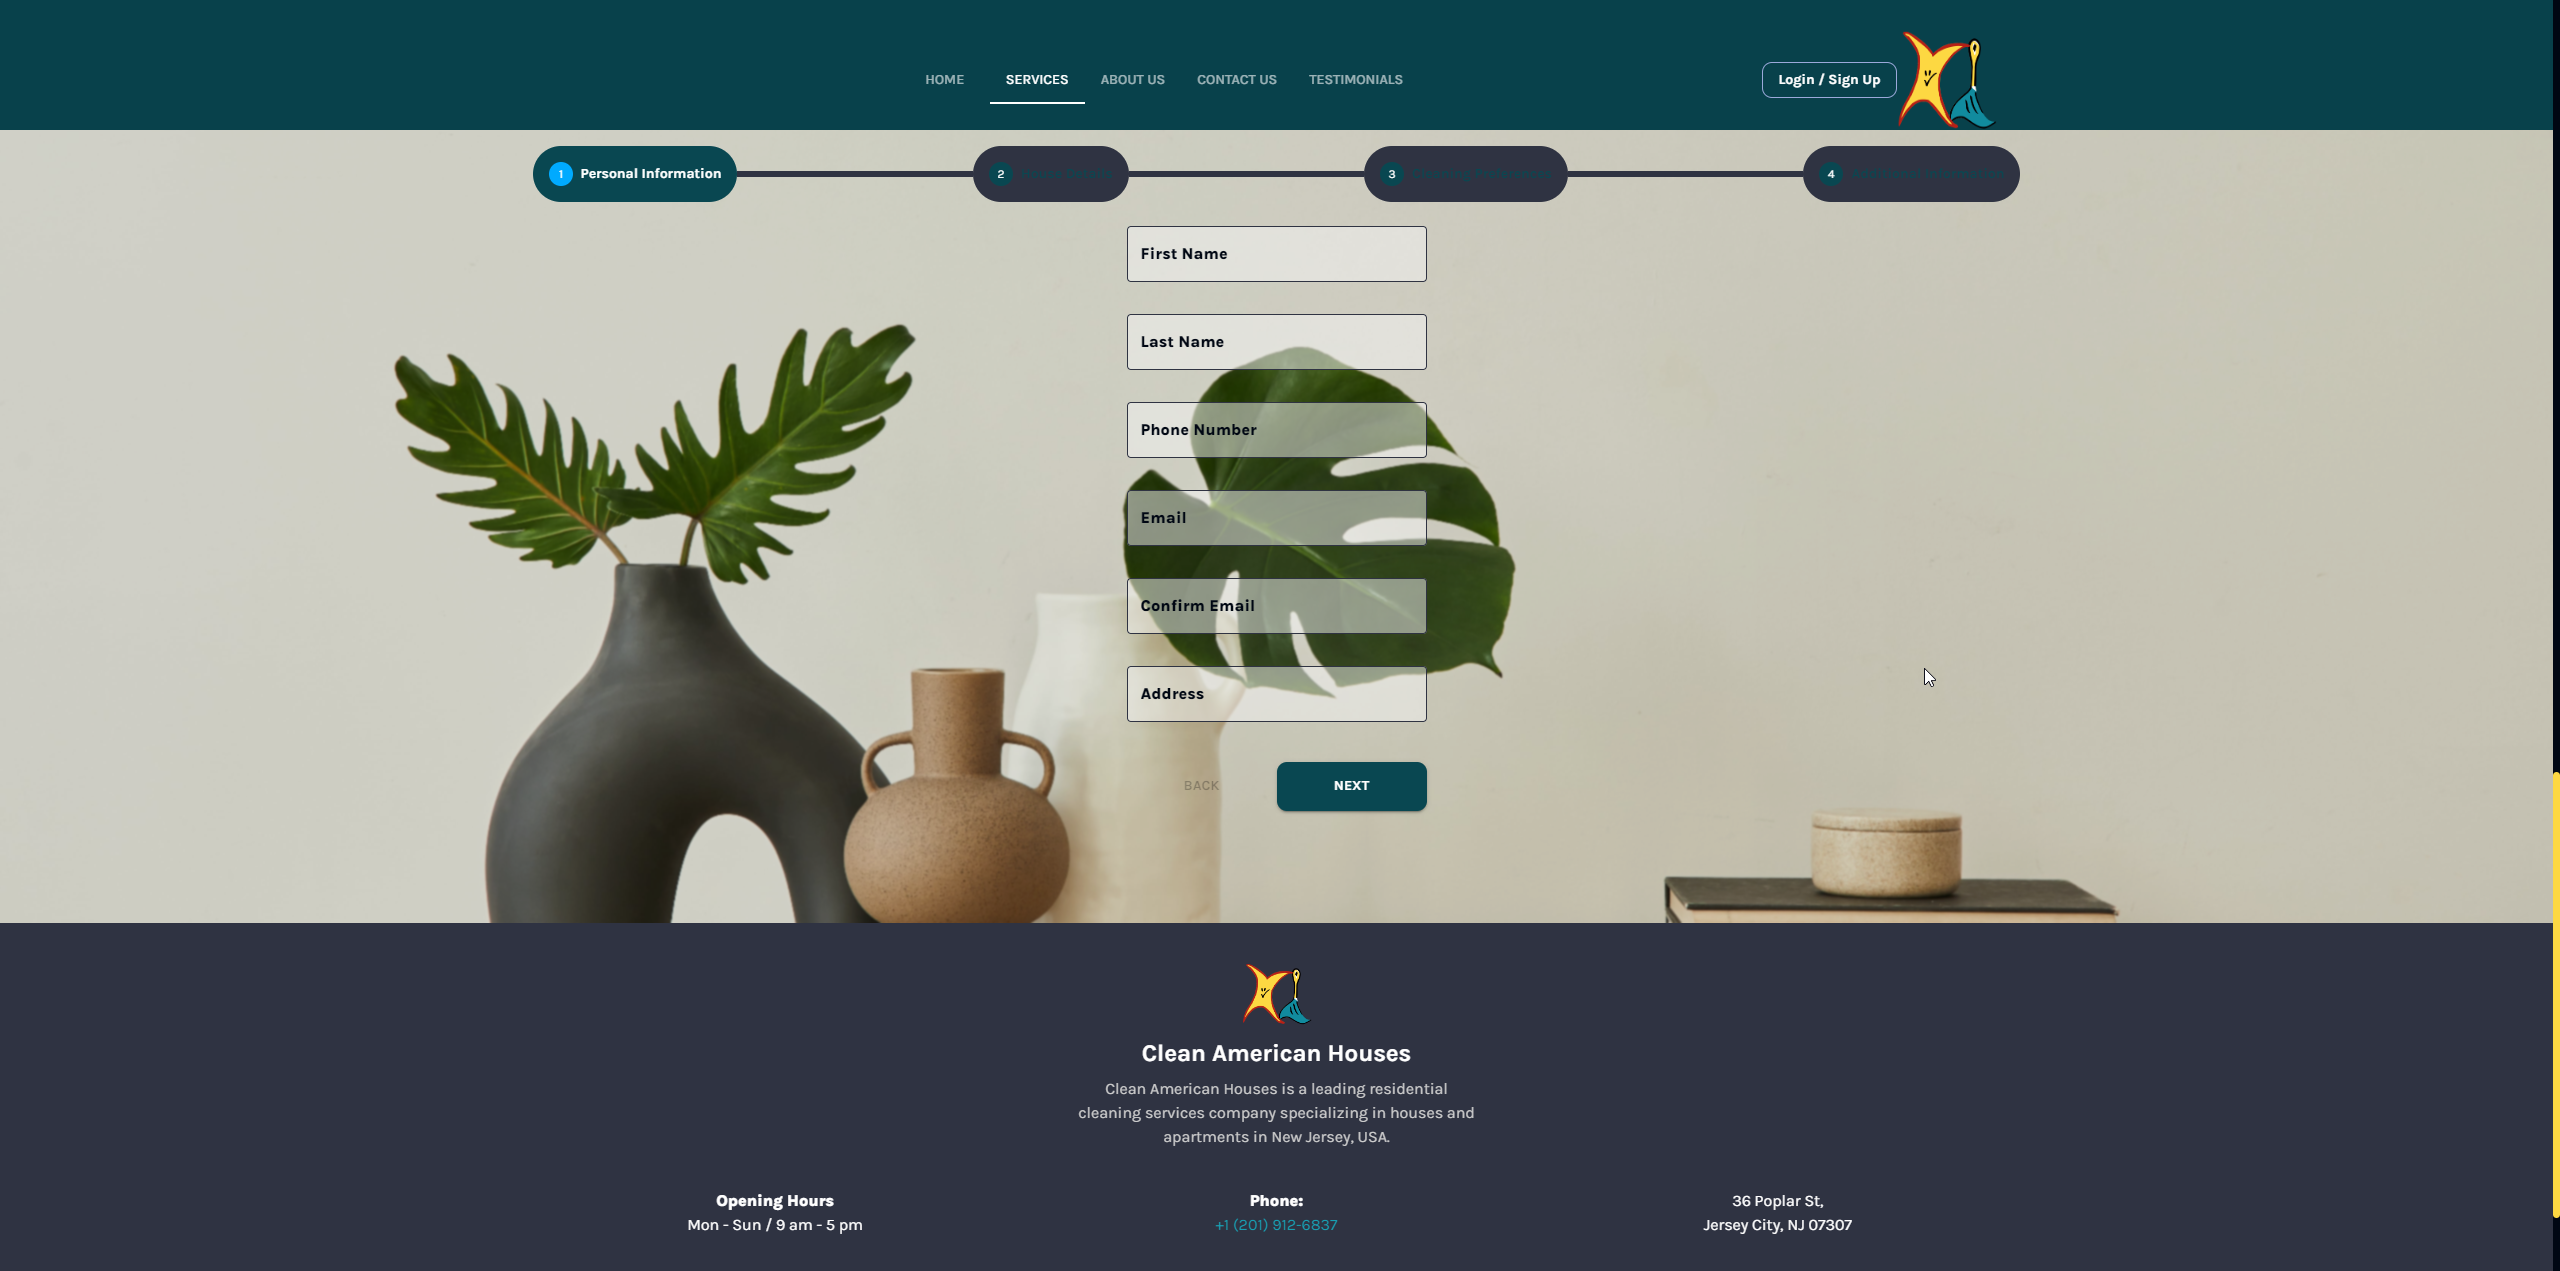 HOME SERVICES ABOUT US CONTACT US TESTIMONIALS Login / Sign Up
1 Personal Information 2 3 4
First Name
Last Name
Phone Number
Email
Confirm Email
Address
BACK NEXT
Clean American Houses
Clean American Houses is a leading residential
cleaning services company specializing in houses and
apartments in New Jersey, USA.
Opening Hours
Mon - Sun / 9 am - 5 pm
Phone:
+1 (201) 912-6837
36 Poplar St,
Jersey City, NJ 07307